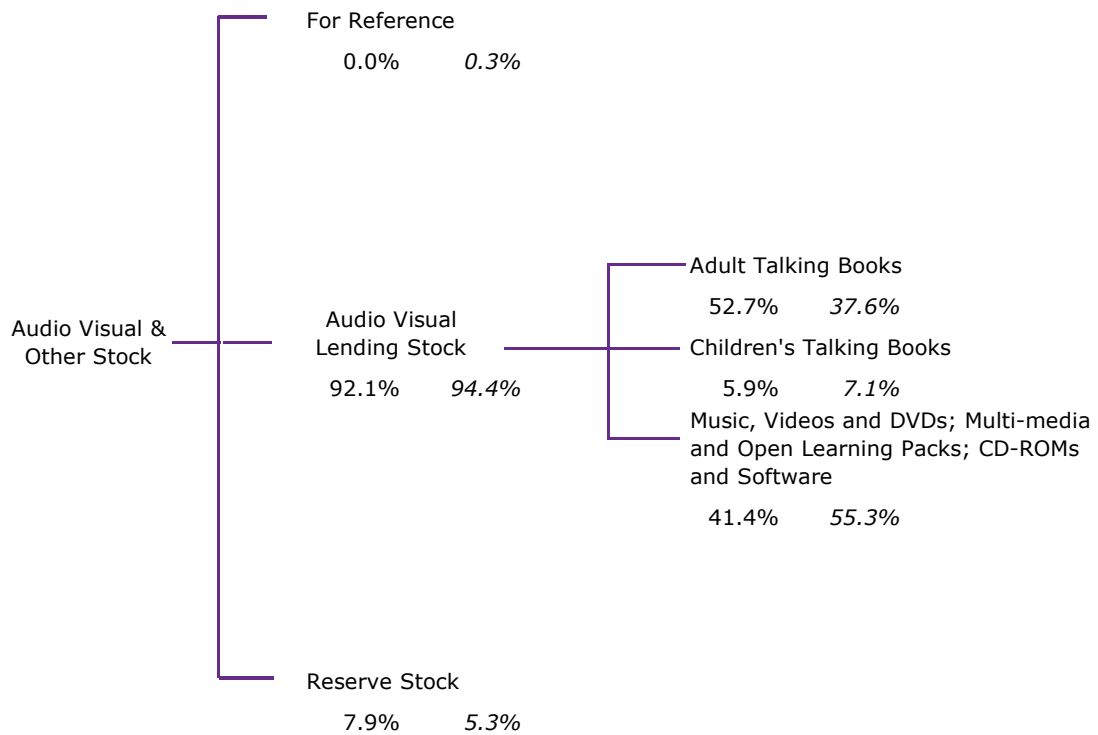 For Reference
0.0% 0.3%
Audio Visual &
Other Stock
Audio Visual
Lending Stock
92.1% 94.4%
Adult Talking Books
52.7% 37.6%
Children's Talking Books
5.9% 7.1%
Music, Videos and DVDs; Multi-media
and Open Learning Packs; CD-ROMs
and Software
41.4% 55.3%
Reserve Stock
7.9% 5.3%